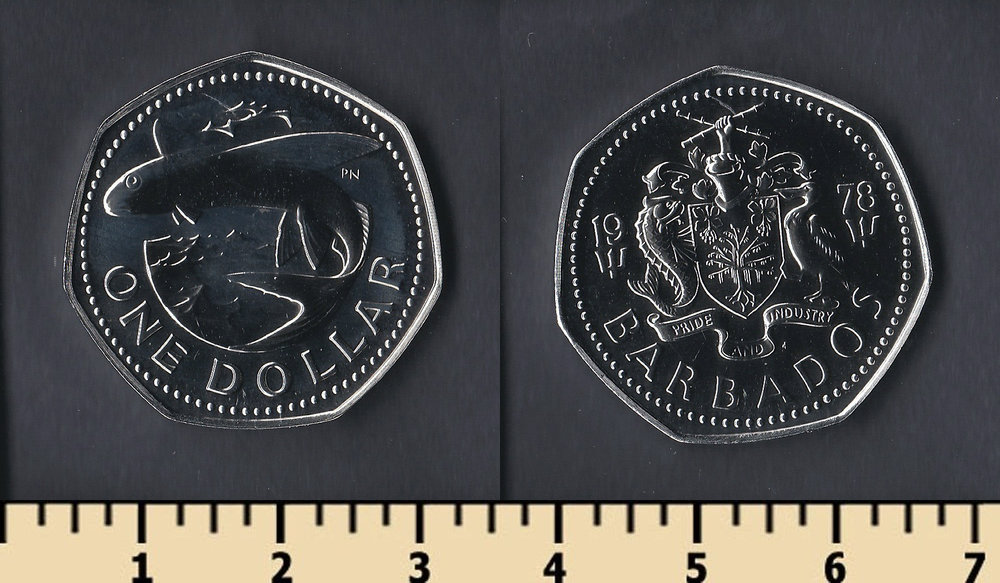 PN
ONE DOLLAR
19 78
PRIDE AND INDUSTRY
BARBADOS
1 2 3 4 5 6 7